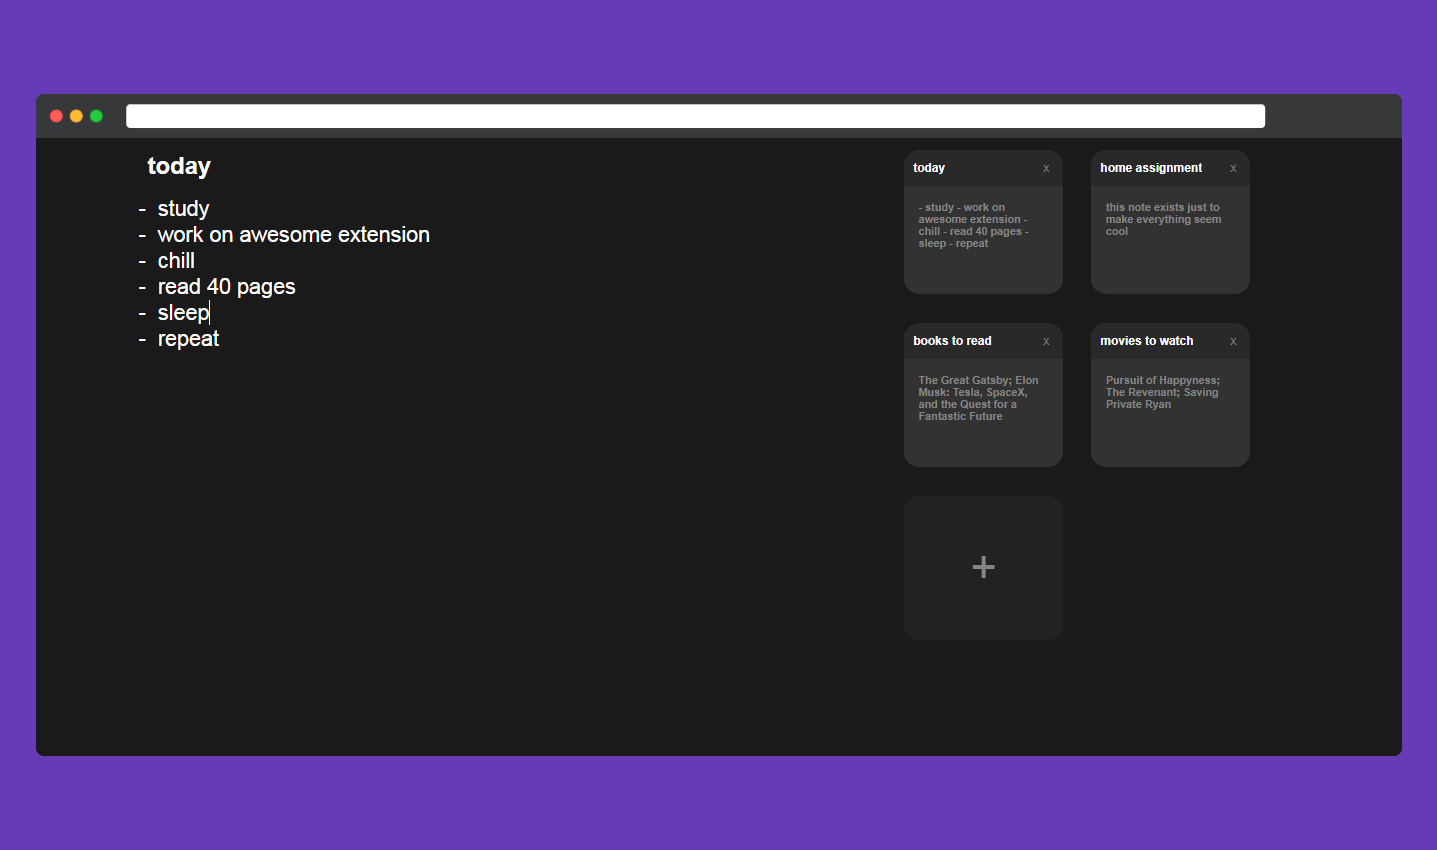 today
- study
- work on awesome extension
- chill
- read 40 pages
- sleep
- repeat
today x
- study - work on
awesome extension -
chill - read 40 pages -
sleep - repeat
home assignment x
this note exists just to
make everything seem
cool
books to read x
The Great Gatsby; Elon
Musk: Tesla, SpaceX,
and the Quest for a
Fantastic Future
movies to watch x
Pursuit of Happyness;
The Revenant; Saving
Private Ryan
+